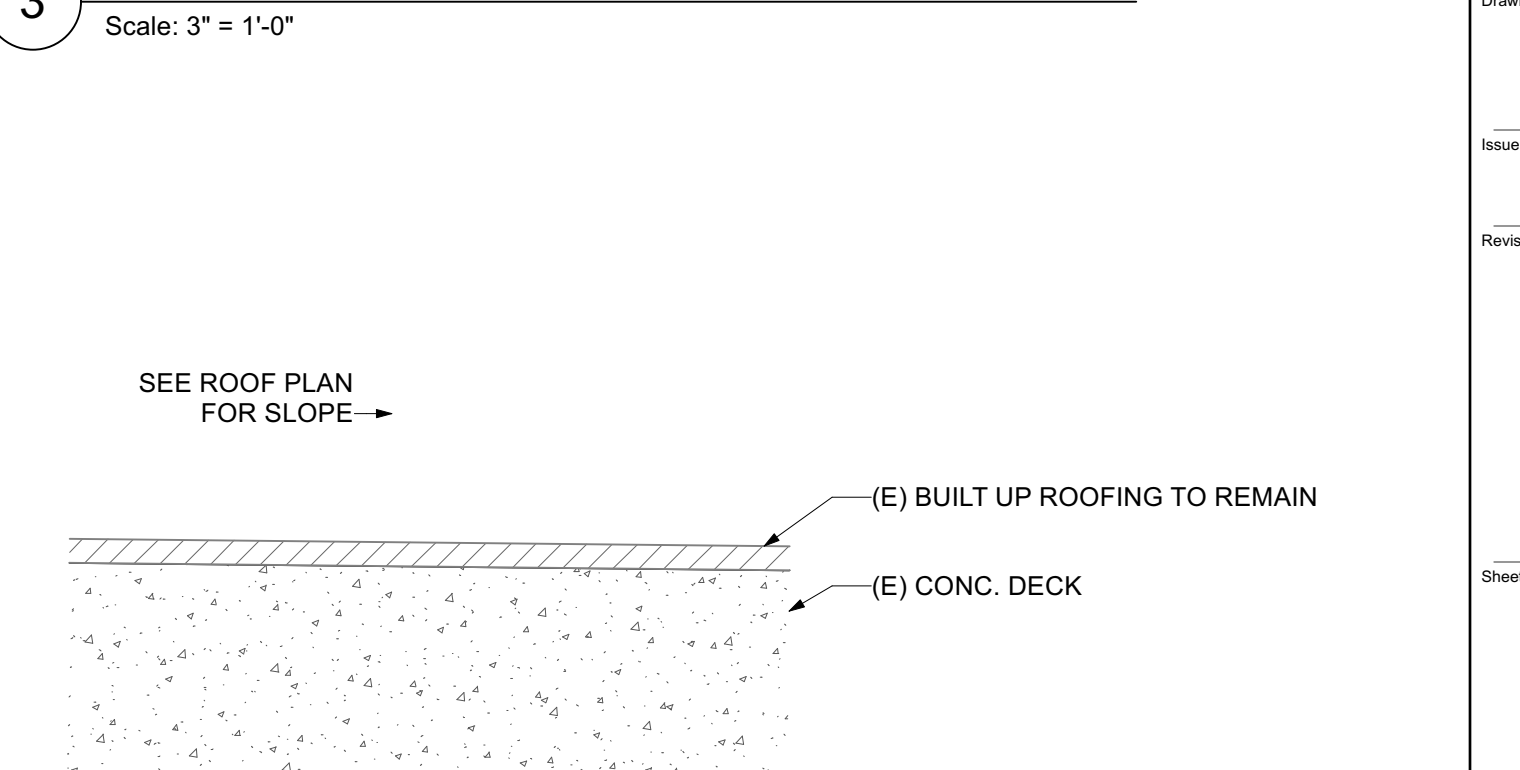 3
Scale: 3" = 1'-0"
SEE ROOF PLAN
FOR SLOPE
(E) BUILT UP ROOFING TO REMAIN
(E) CONC. DECK
Issue
Revis
Sheet